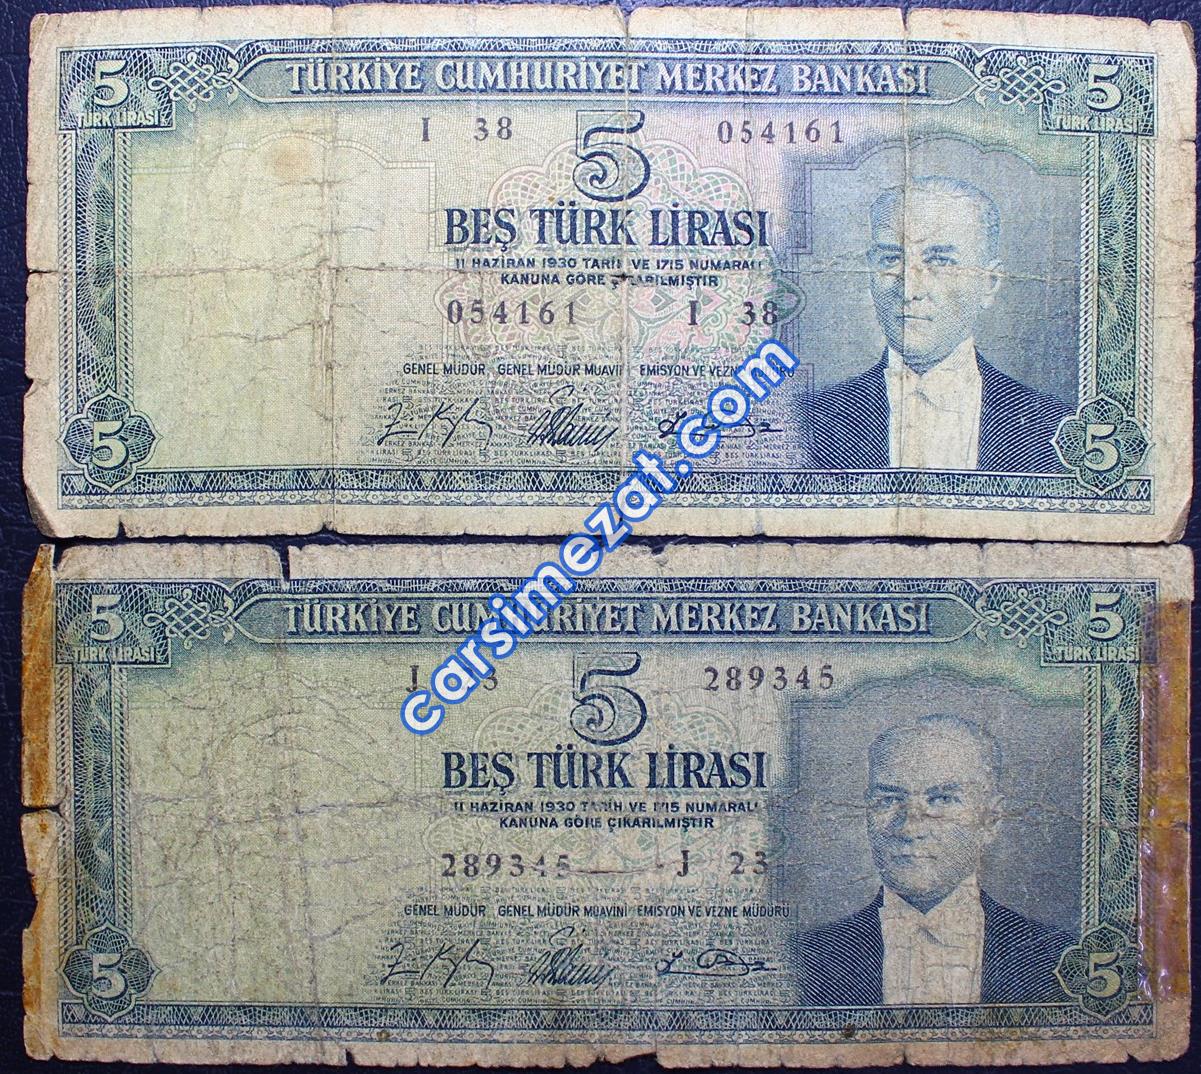 TÜRKİYE CUMHURİYET MERKEZ BANKASI
5
TÜRK LİRASI
5
TÜRK LİRASI
I 38
5
054161
BEŞ TÜRK LİRASI
11 HAZİRAN 1930 TARİH VE 1715 NUMARALI
KANUNA GÖRE ÇIKARILMIŞTIR
054161 I 38
GENEL MÜDÜR GENEL MÜDÜR MUAVİNİ EMİSYON VE VEZNE
5
5
carsimezat.com
TÜRKİYE CUMHURİYET MERKEZ BANKASI
5
TÜRK LİRASI
5
TÜRK LİRASI
J 3
5
289345
BEŞ TÜRK LİRASI
11 HAZİRAN 1930 TARİH VE 1715 NUMARALI
KANUNA GÖRE ÇIKARILMIŞTIR
289345 J 23
GENEL MÜDÜR GENEL MÜDÜR MUAVİNİ EMİSYON VE VEZNE MÜDÜRÜ
5
5